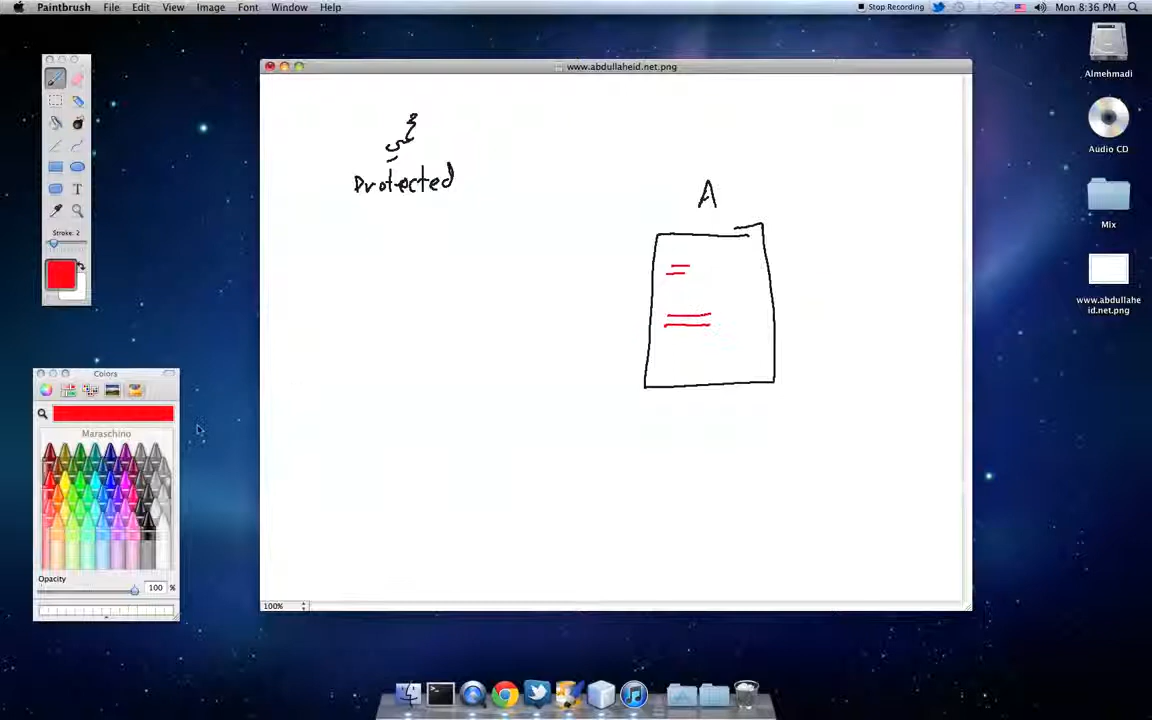 Paintbrush File Edit View Image Font Window Help
Stop Recording
Mon 8:36 PM
www.abdullaheid.net.png
Almehmadi
Audio CD
Mix
www.abdullahe
id.net.png
Protected
A
Stroke: 2
Colors
Maraschino
Opacity
100 %
100%